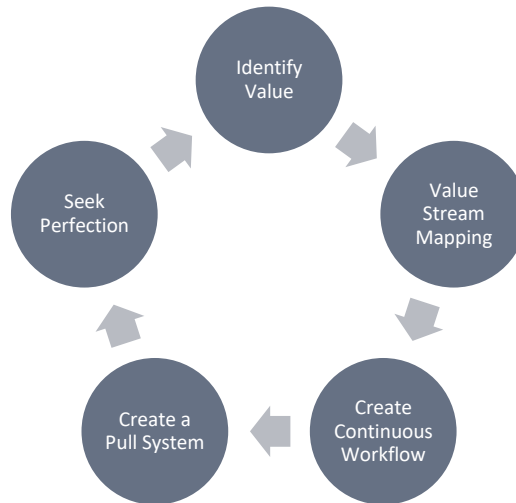 Identify
Value
Value
Stream
Mapping
Create
Continuous
Workflow
Create a
Pull System
Seek
Perfection